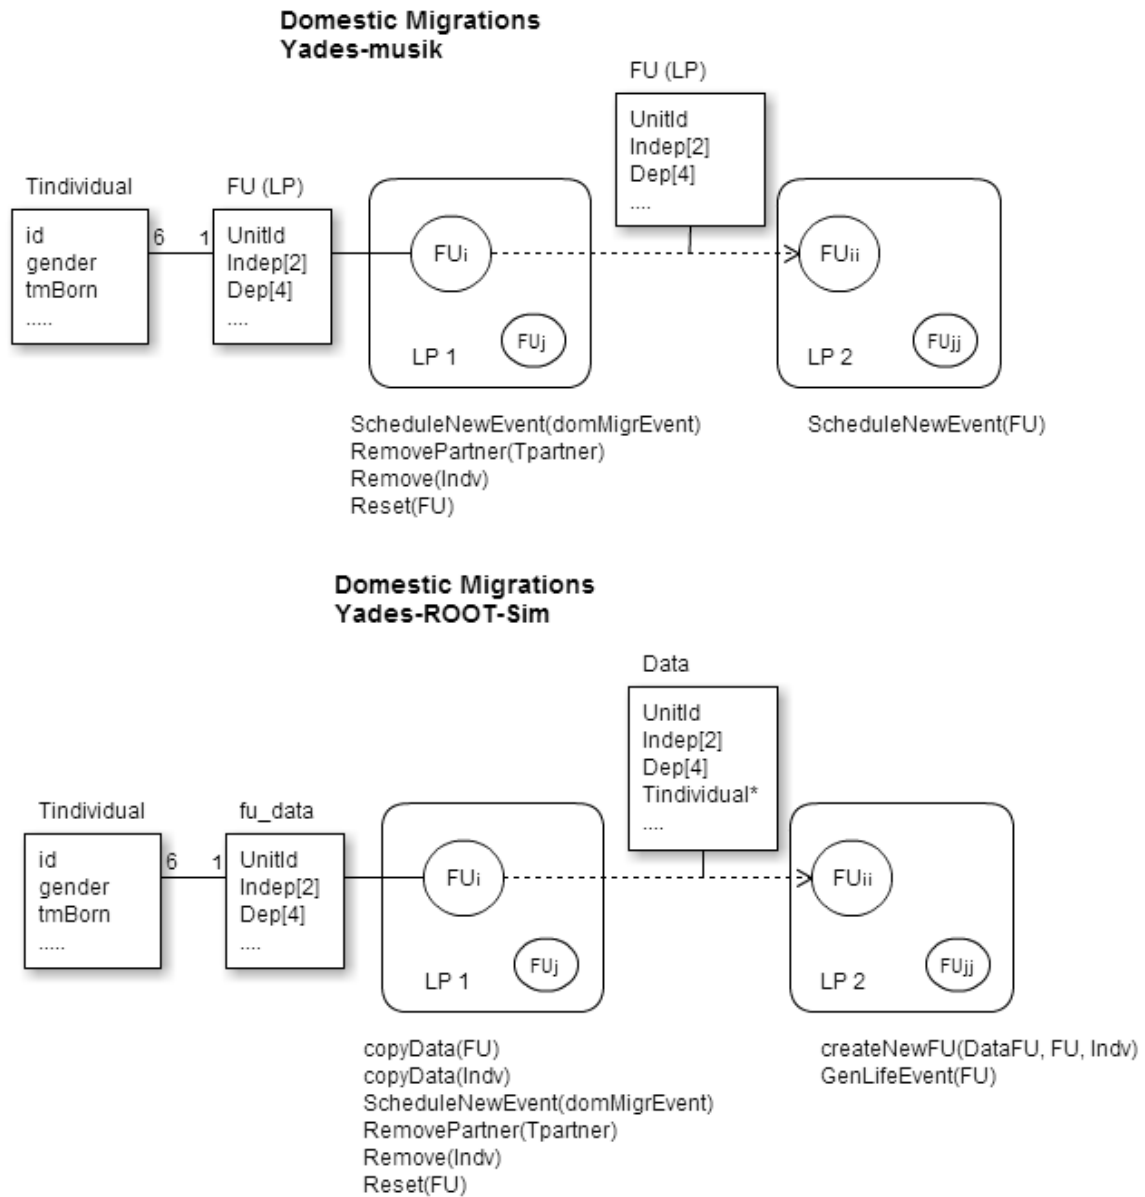 Domestic Migrations
Yades-musik
FU (LP)
UnitId
Indep[2]
Dep[4]
....
Tindividual
id
gender
tmBorn
.....
6
1
FU (LP)
UnitId
Indep[2]
Dep[4]
....
FUi
FUj
LP 1
FUii
FUjj
LP 2
ScheduleNewEvent(domMigrEvent)
RemovePartner(Tpartner)
Remove(Indv)
Reset(FU)
ScheduleNewEvent(FU)
Domestic Migrations
Yades-ROOT-Sim
Data
UnitId
Indep[2]
Dep[4]
Tindividual*
....
Tindividual
id
gender
tmBorn
.....
6
1
fu_data
UnitId
Indep[2]
Dep[4]
....
FUi
FUj
LP 1
FUii
FUjj
LP 2
copyData(FU)
copyData(Indv)
ScheduleNewEvent(domMigrEvent)
RemovePartner(Tpartner)
Remove(Indv)
Reset(FU)
createNewFU(DataFU, FU, Indv)
GenLifeEvent(FU)